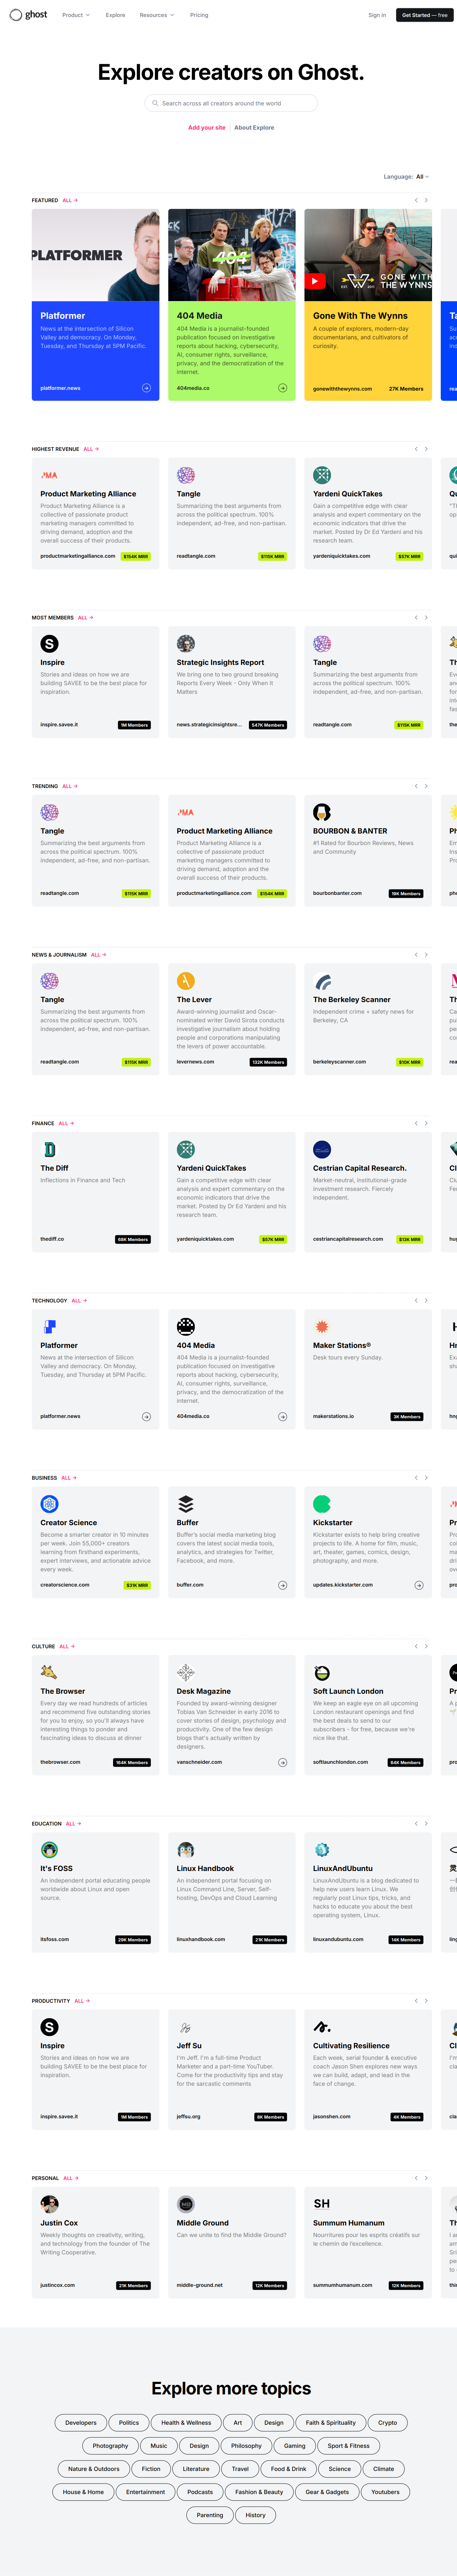 ghost
Product
Explore
Resources
Pricing
Sign in
Get Started — free
Explore creators on Ghost.
Search across all creators around the world
Add your site
About Explore
Language: All
FEATURED ALL →
PLATFORMER
Platformer
News at the intersection of Silicon
Valley and democracy. On Monday,
Tuesday, and Thursday at 5PM Pacific.
platformer.news
404
404 Media
404 Media is a journalist-founded
publication focused on investigative
reports about hacking, cybersecurity,
AI, consumer rights, surveillance,
privacy, and the democratization of the
internet.
404media.co
GONE WITH
THE WYNNS
Gone With The Wynns
A couple of explorers, modern-day
documentarians, and cultivators of
curiosity.
gonewiththewynns.com
27K Members
HIGHEST REVENUE ALL →
Product Marketing Alliance
Product Marketing Alliance is a
collective of passionate product
marketing managers committed to
driving demand, adoption and the
overall success of their products.
productmarketingalliance.com
$154K MRR
Tangle
Summarizing the best arguments from
across the political spectrum. 100%
independent, ad-free, and non-partisan.
readtangle.com
$115K MRR
Yardeni QuickTakes
Gain a competitive edge with clear
analysis and expert commentary on the
economic indicators that drive the
market. Posted by Dr Ed Yardeni and his
research team.
yardeniquicktakes.com
$57K MRR
MOST MEMBERS ALL →
Inspire
Stories and ideas on how we are
building SAVEE to be the best place for
inspiration.
inspire.savee.it
1M Members
Strategic Insights Report
We bring one to two ground breaking
Reports Every Week - Only When It
Matters
news.strategicinsightsre...
547K Members
Tangle
Summarizing the best arguments from
across the political spectrum. 100%
independent, ad-free, and non-partisan.
readtangle.com
$115K MRR
TRENDING ALL →
Tangle
Summarizing the best arguments from
across the political spectrum. 100%
independent, ad-free, and non-partisan.
readtangle.com
$115K MRR
Product Marketing Alliance
Product Marketing Alliance is a
collective of passionate product
marketing managers committed to
driving demand, adoption and the
overall success of their products.
productmarketingalliance.com
$154K MRR
BOURBON & BANTER
#1 Rated for Bourbon Reviews, News
and Community
bourbonbanter.com
19K Members
NEWS & JOURNALISM ALL →
Tangle
Summarizing the best arguments from
across the political spectrum. 100%
independent, ad-free, and non-partisan.
readtangle.com
$115K MRR
The Lever
Award-winning journalist and Oscar-
nominated writer David Sirota conducts
investigative journalism about holding
people and corporations manipulating
the levers of power accountable.
levernews.com
132K Members
The Berkeley Scanner
Independent crime + safety news for
Berkeley, CA
berkeleyscanner.com
$10K MRR
FINANCE ALL →
The Diff
Inflections in Finance and Tech
thediff.co
68K Members
Yardeni QuickTakes
Gain a competitive edge with clear
analysis and expert commentary on the
economic indicators that drive the
market. Posted by Dr Ed Yardeni and his
research team.
yardeniquicktakes.com
$57K MRR
Cestrian Capital Research.
Market-neutral, institutional-grade
investment research. Fiercely
independent.
cestriancapitalresearch.com
$13K MRR
TECHNOLOGY ALL →
Platformer
News at the intersection of Silicon
Valley and democracy. On Monday,
Tuesday, and Thursday at 5PM Pacific.
platformer.news
404 Media
404 Media is a journalist-founded
publication focused on investigative
reports about hacking, cybersecurity,
AI, consumer rights, surveillance,
privacy, and the democratization of the
internet.
404media.co
Maker Stations®
Desk tours every Sunday.
makerstations.io
3K Members
BUSINESS ALL →
Creator Science
Become a smarter creator in 10 minutes
per week. Join 55,000+ creators
learning from firsthand experiments,
expert interviews, and actionable advice
every week.
creatorscience.com
$31K MRR
Buffer
Buffer's social media marketing blog
covers the latest social media tools,
analytics, and strategies for Twitter,
Facebook, and more.
buffer.com
Kickstarter
Kickstarter exists to help bring creative
projects to life. A home for film, music,
art, theater, games, comics, design,
photography, and more.
updates.kickstarter.com
CULTURE ALL →
The Browser
Every day we read hundreds of articles
and recommend five outstanding stories
for you to enjoy, so you'll always have
interesting things to ponder and
fascinating ideas to discuss at dinner
thebrowser.com
164K Members
Desk Magazine
Founded by award-winning designer
Tobias Van Schneider in early 2016 to
cover stories of design, psychology and
productivity. One of the few design
blogs that's actually written by
designers.
vanschneider.com
Soft Launch London
We keep an eagle eye on all upcoming
London restaurant openings and find
the best deals to send to our
subscribers - for free, because we're
nice like that.
softlaunchlondon.com
64K Members
EDUCATION ALL →
It's FOSS
An independent portal educating people
worldwide about Linux and open
source.
itsfoss.com
29K Members
Linux Handbook
An independent portal focusing on
Linux Command Line, Server, Self-
hosting, DevOps and Cloud Learning
linuxhandbook.com
21K Members
LinuxAndUbuntu
LinuxAndUbuntu is a blog dedicated to
help new users learn Linux. We
regularly post Linux tips, tricks, and
hacks to educate you about the best
operating system, Linux.
linuxandubuntu.com
14K Members
PRODUCTIVITY ALL →
Inspire
Stories and ideas on how we are
building SAVEE to be the best place for
inspiration.
inspire.savee.it
1M Members
Jeff Su
I'm Jeff. I'm a full-time Product
Marketer and a part-time YouTuber.
Come for the productivity tips and stay
for the sarcastic comments
jeffsu.org
8K Members
Cultivating Resilience
Each week, serial founder & executive
coach Jason Shen explores new ways
we can build, adapt, and lead in the
face of change.
jasonshen.com
4K Members
PERSONAL ALL →
Justin Cox
Weekly thoughts on creativity, writing,
and technology from the founder of The
Writing Cooperative.
justincox.com
21K Members
Middle Ground
Can we unite to find the Middle Ground?
middle-ground.net
12K Members
SH
Summum Humanum
Nourritures pour les esprits créatifs sur
le chemin de l'excellence.
summumhumanum.com
12K Members
Explore more topics
Developers
Politics
Health & Wellness
Art
Design
Faith & Spirituality
Crypto
Photography
Music
Design
Philosophy
Gaming
Sport & Fitness
Nature & Outdoors
Fiction
Literature
Travel
Food & Drink
Science
Climate
House & Home
Entertainment
Podcasts
Fashion & Beauty
Gear & Gadgets
Youtubers
Parenting
History